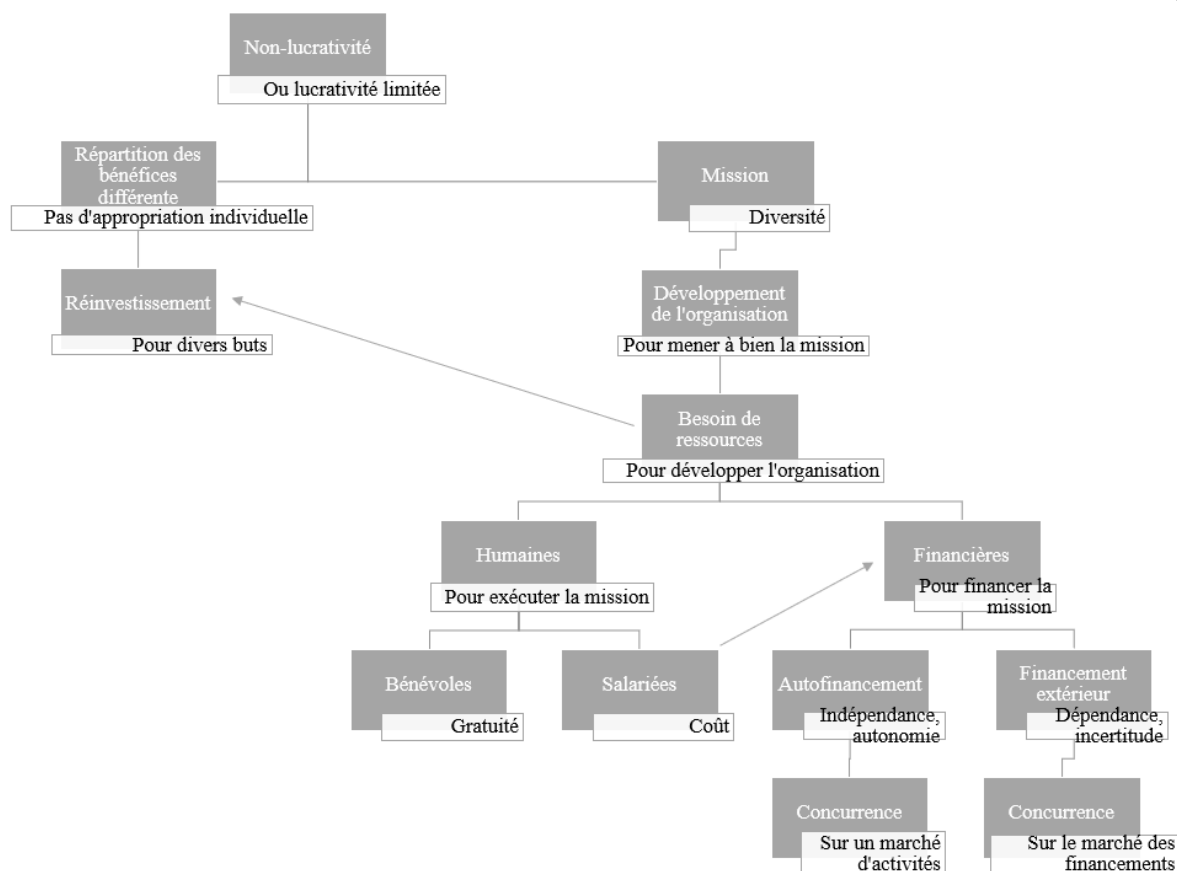 Non-lucrativité
Ou lucrativité limitée
Répartition des
bénéfices
différente
Pas d'appropriation individuelle
Mission
Diversité
Réinvestissement
Pour divers buts
Développement
de l'organisation
Pour mener à bien la mission
Besoin de
ressources
Pour développer l'organisation
Humaines
Pour exécuter la mission
Financières
Pour financer la
mission
Bénévoles
Gratuité
Salariées
Coût
Autofinancement
Indépendance,
autonomie
Financement
extérieur
Dépendance,
incertitude
Concurrence
Sur un marché
d'activités
Concurrence
Sur le marché des
financements